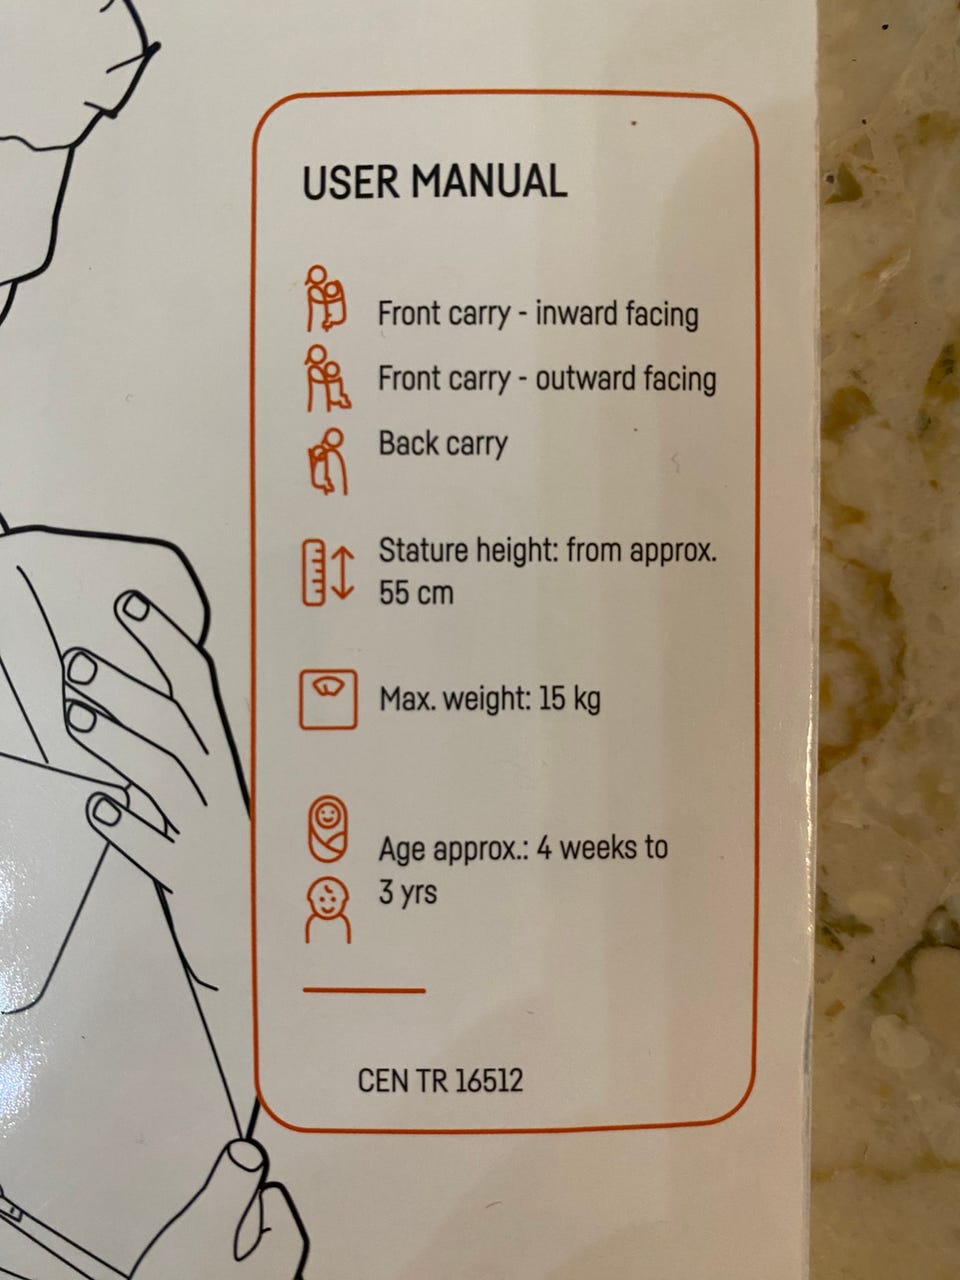 USER MANUAL
Front carry - inward facing
Front carry - outward facing
Back carry
Stature height: from approx.
55 cm
Max. weight: 15 kg
Age approx.: 4 weeks to
3 yrs
CEN TR 16512